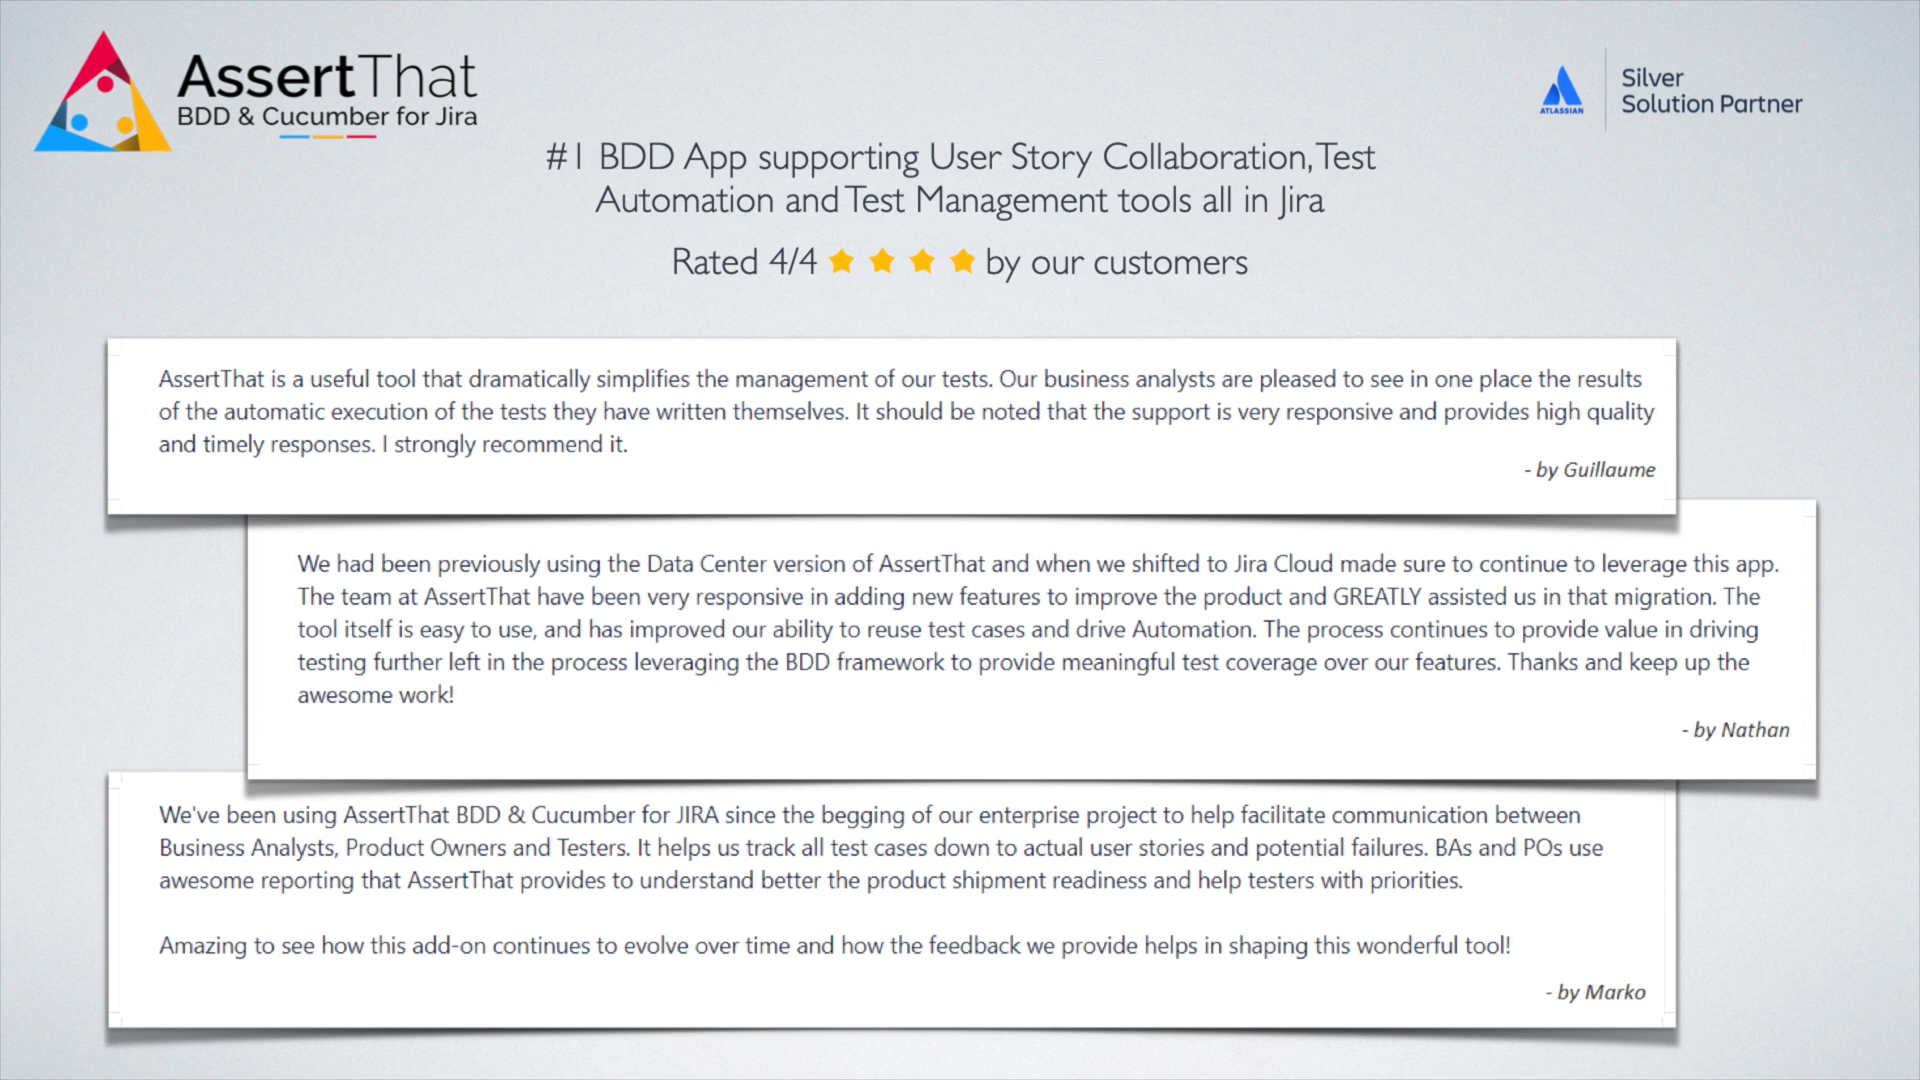 AssertThat
BDD & Cucumber for Jira
ATLASSIAN
Silver
Solution Partner
#1 BDD App supporting User Story Collaboration, Test
Automation and Test Management tools all in Jira
Rated 4/4 by our customers
AssertThat is a useful tool that dramatically simplifies the management of our tests. Our business analysts are pleased to see in one place the results
of the automatic execution of the tests they have written themselves. It should be noted that the support is very responsive and provides high quality
and timely responses. I strongly recommend it.
- by Guillaume
We had been previously using the Data Center version of AssertThat and when we shifted to Jira Cloud made sure to continue to leverage this app.
The team at AssertThat have been very responsive in adding new features to improve the product and GREATLY assisted us in that migration. The
tool itself is easy to use, and has improved our ability to reuse test cases and drive Automation. The process continues to provide value in driving
testing further left in the process leveraging the BDD framework to provide meaningful test coverage over our features. Thanks and keep up the
awesome work!
- by Nathan
We've been using AssertThat BDD & Cucumber for JIRA since the begging of our enterprise project to help facilitate communication between
Business Analysts, Product Owners and Testers. It helps us track all test cases down to actual user stories and potential failures. BAs and POs use
awesome reporting that AssertThat provides to understand better the product shipment readiness and help testers with priorities.
Amazing to see how this add-on continues to evolve over time and how the feedback we provide helps in shaping this wonderful tool!
- by Marko